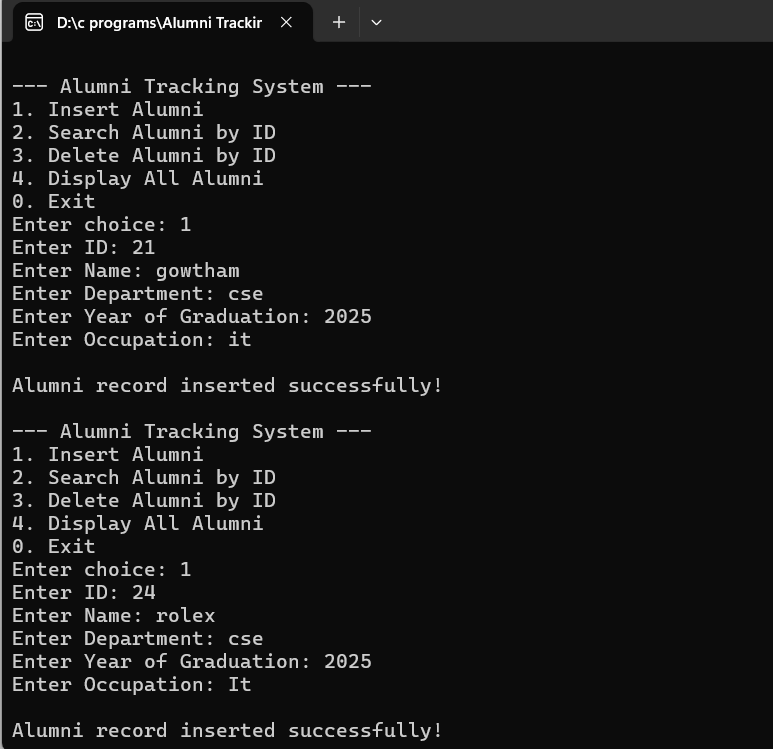 D:\c programs\Alumni Trackir
--- Alumni Tracking System ---
1. Insert Alumni
2. Search Alumni by ID
3. Delete Alumni by ID
4. Display All Alumni
0. Exit
Enter choice: 1
Enter ID: 21
Enter Name: gowtham
Enter Department: cse
Enter Year of Graduation: 2025
Enter Occupation: it
Alumni record inserted successfully!
--- Alumni Tracking System ---
1. Insert Alumni
2. Search Alumni by ID
3. Delete Alumni by ID
4. Display All Alumni
0. Exit
Enter choice: 1
Enter ID: 24
Enter Name: rolex
Enter Department: cse
Enter Year of Graduation: 2025
Enter Occupation: It
Alumni record inserted successfully!